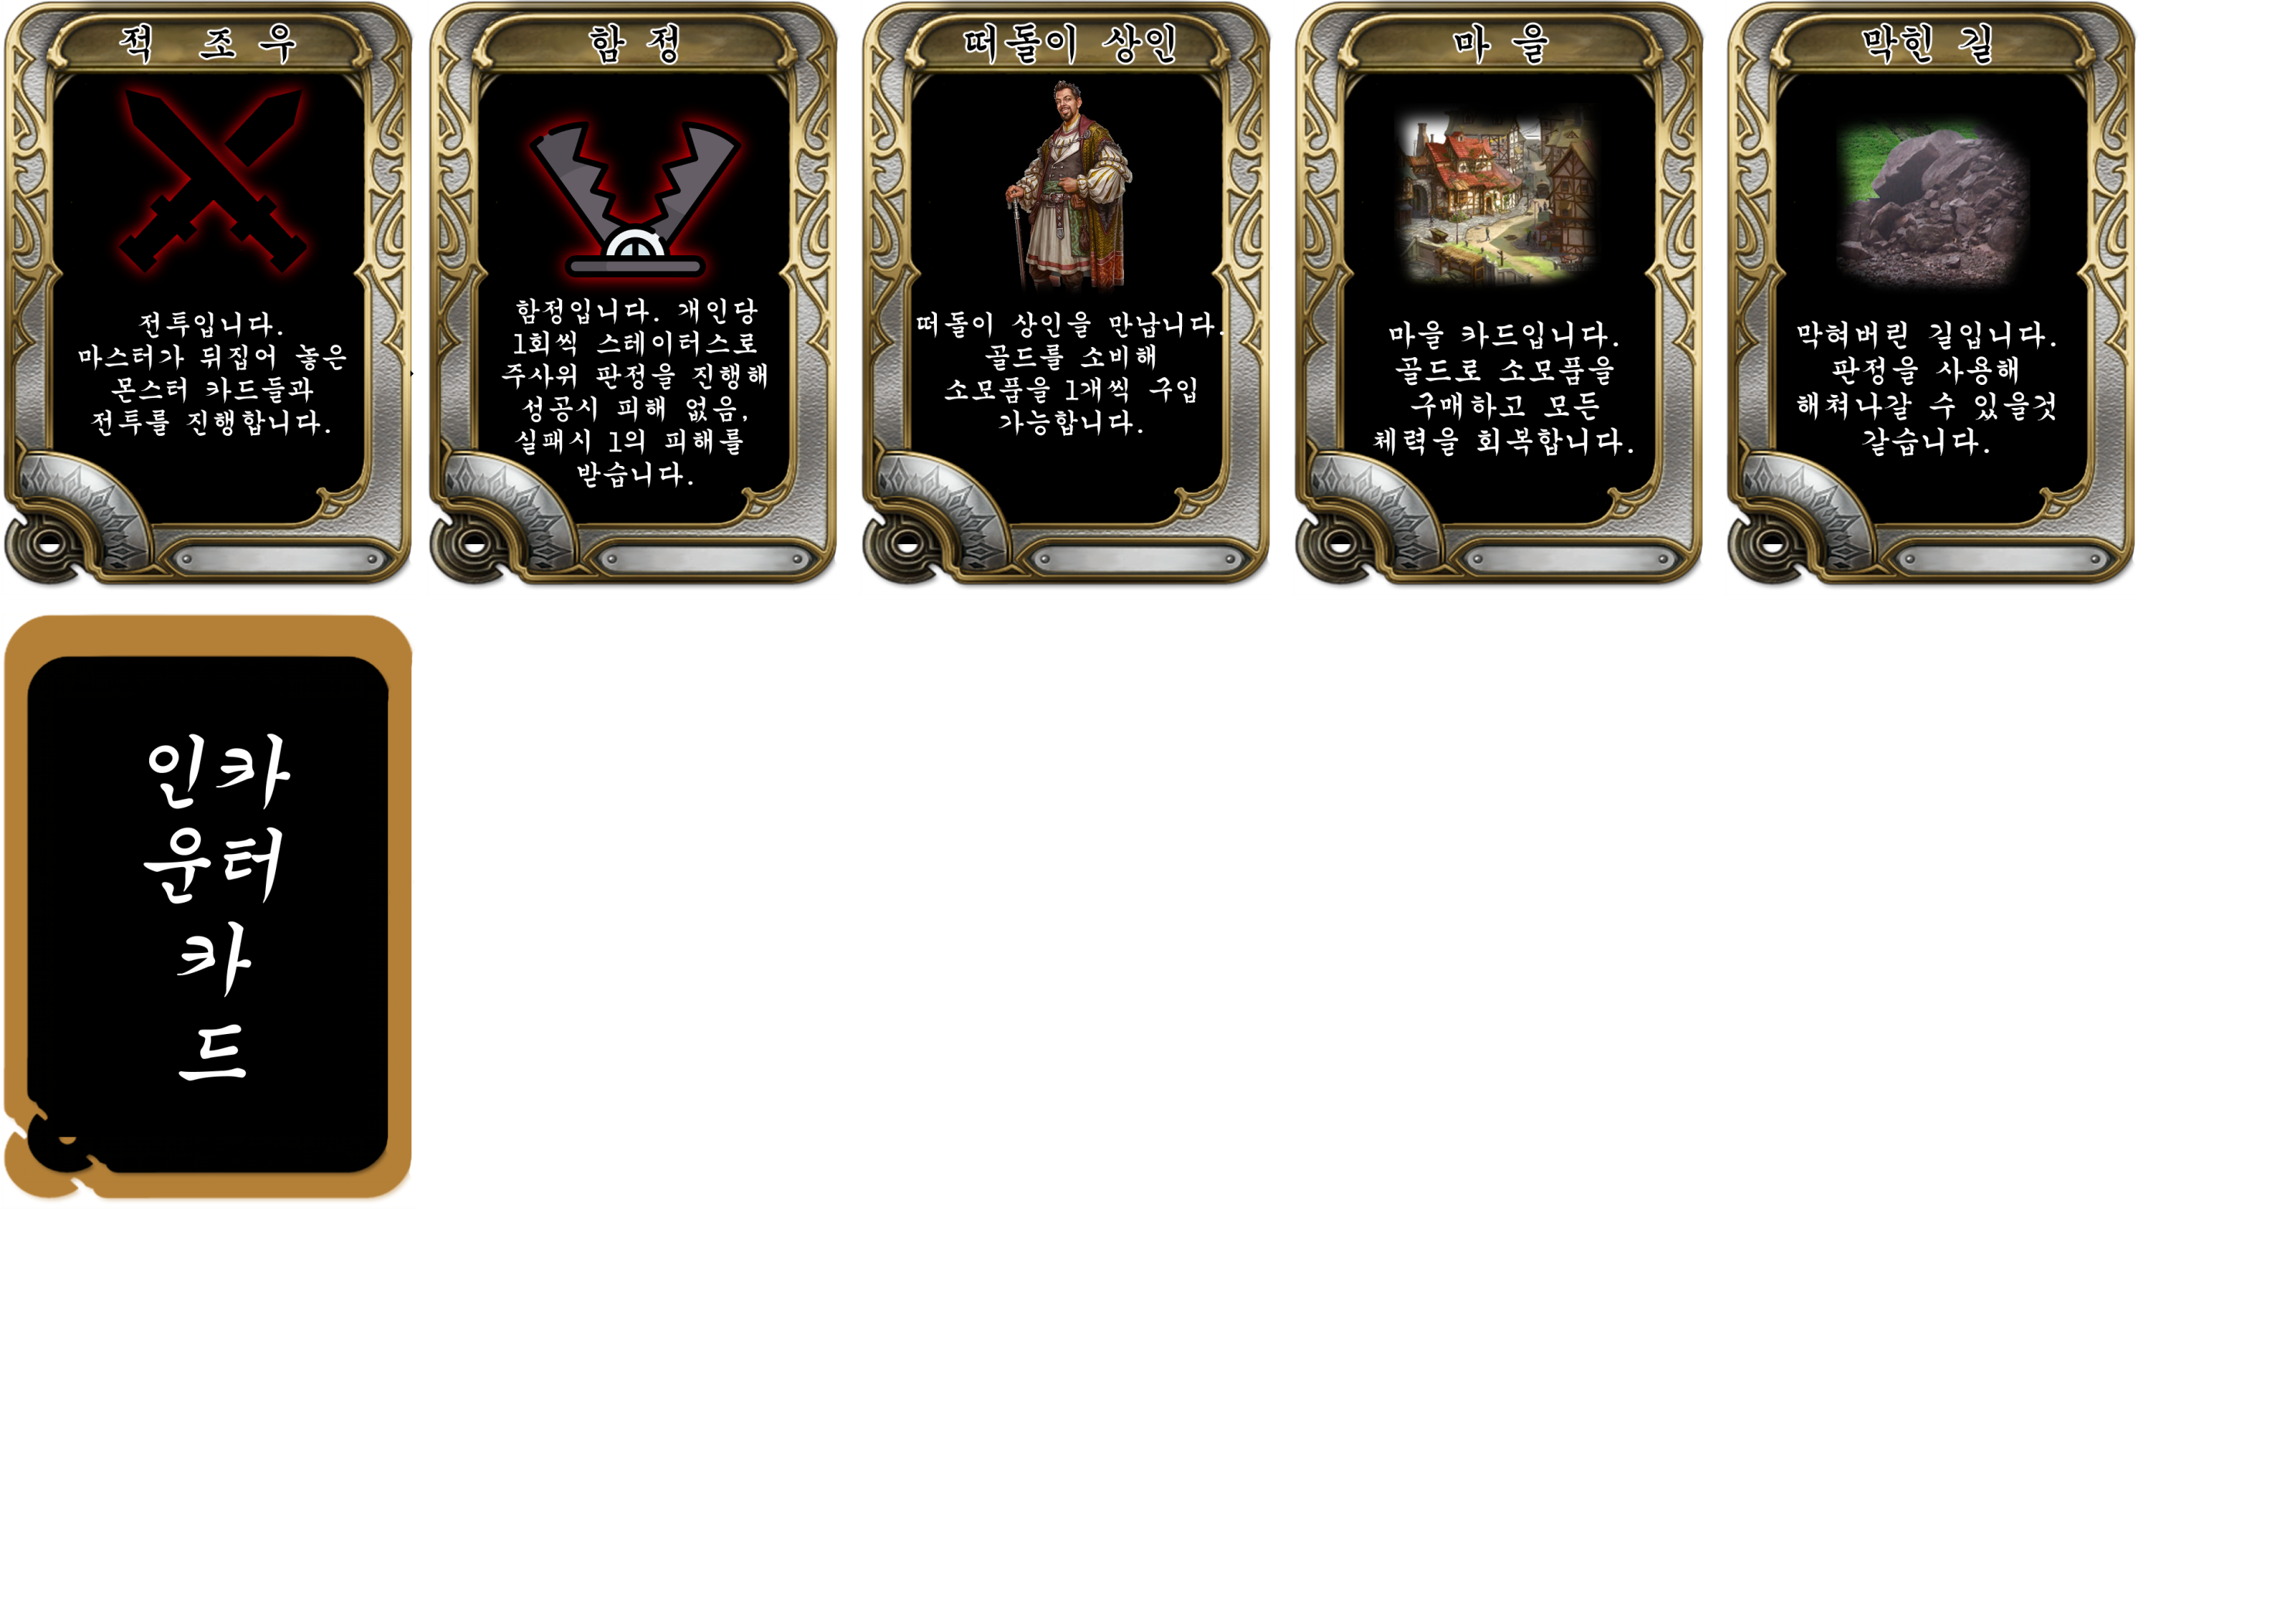 적 조 우
전투입니다.
마스터가 뒤집어 놓은
몬스터 카드들과
전투를 진행합니다.
함 정
함정입니다. 개인당
1회씩 스테이터스로
주사위 판정을 진행해
성공시 피해 없음,
실패시 1의 피해를
받습니다.
떠돌이 상인
떠돌이 상인을 만납니다.
골드를 소비해
소모품을 1개씩 구입
가능합니다.
마 을
마을 카드입니다.
골드로 소모품을
구매하고 모든
체력을 회복합니다.
막힌 길
막혀버린 길입니다.
판정을 사용해
해쳐나갈 수 있을것
같습니다.
인카
운터
카
드